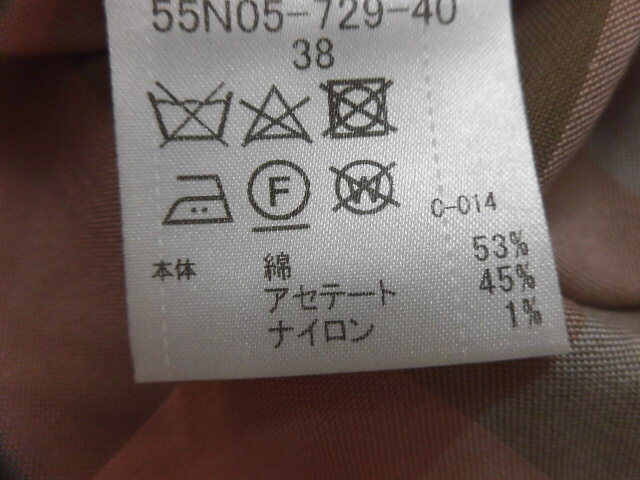 55N05-729-40
38
F
W
C-014
本体 綿 53%
アセテート 45%
ナイロン 1%